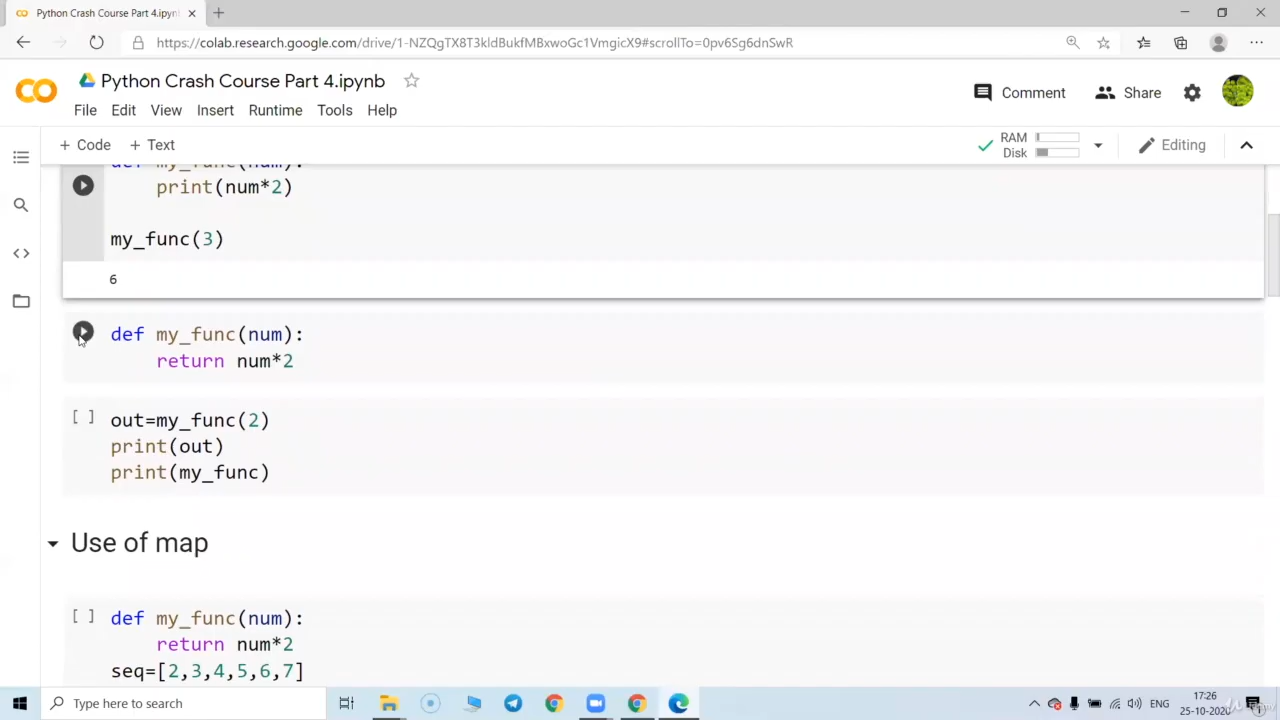 Python Crash Course Part 4.ipyn
https://colab.research.google.com/drive/1-NZQgTX8T3kldBukfMBxwoGc1VmgicX9#scrollTo=0pv6Sg6dnSwR
Python Crash Course Part 4.ipynb
Comment
Share
File Edit View Insert Runtime Tools Help
+ Code + Text
RAM
Disk
Editing
def my_func(num):
print(num*2)
my_func(3)
6
def my_func(num):
return num*2
[ ] out=my_func(2)
print(out)
print(my_func)
Use of map
[ ] def my_func(num):
return num*2
seq=[2,3,4,5,6,7]
Type here to search
ENG
17:26
25-10-2020